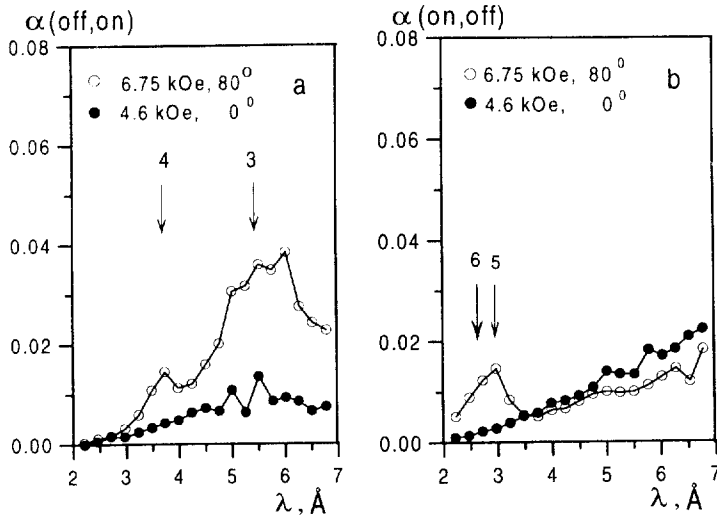 α (off,on)
0.08
6.75 kOe, 80⁰
a
4.6 kOe, 0⁰
0.06
4
3
0.04
0.02
0.00
2 3 4 5 6 7
λ, Å
α (on,off)
0.08
6.75 kOe, 80⁰
b
4.6 kOe, 0⁰
0.06
0.04
6 5
0.02
0.00
2 3 4 5 6 7
λ, Å